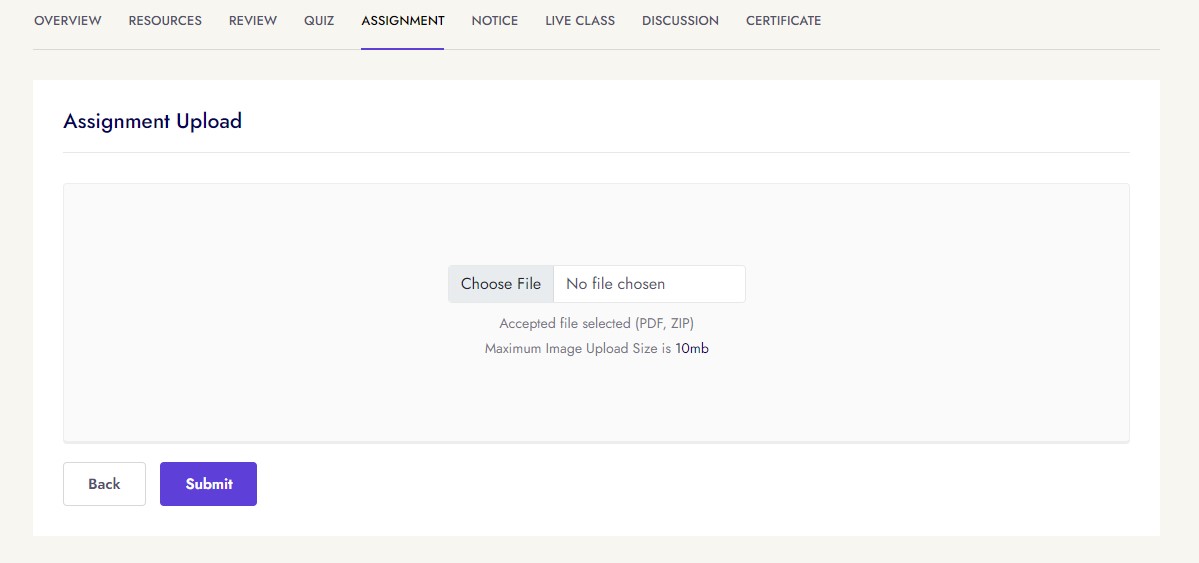 OVERVIEW RESOURCES REVIEW QUIZ ASSIGNMENT NOTICE LIVE CLASS DISCUSSION CERTIFICATE
Assignment Upload
Choose File No file chosen
Accepted file selected (PDF, ZIP)
Maximum Image Upload Size is 10mb
Back Submit